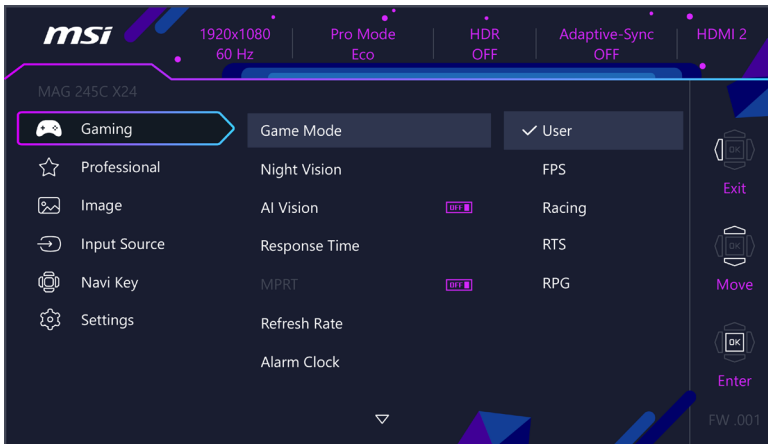 msi
1920x1080 Pro Mode HDR Adaptive-Sync HDMI 2
60 Hz Eco OFF OFF
MAG 245C X24
Gaming Game Mode User
Professional Night Vision FPS
Image AI Vision OFF Racing
Input Source Response Time RTS
Navi Key MPRT OFF RPG
Settings Refresh Rate
Alarm Clock
OK
Exit
OK
Move
OK
Enter
FW .001